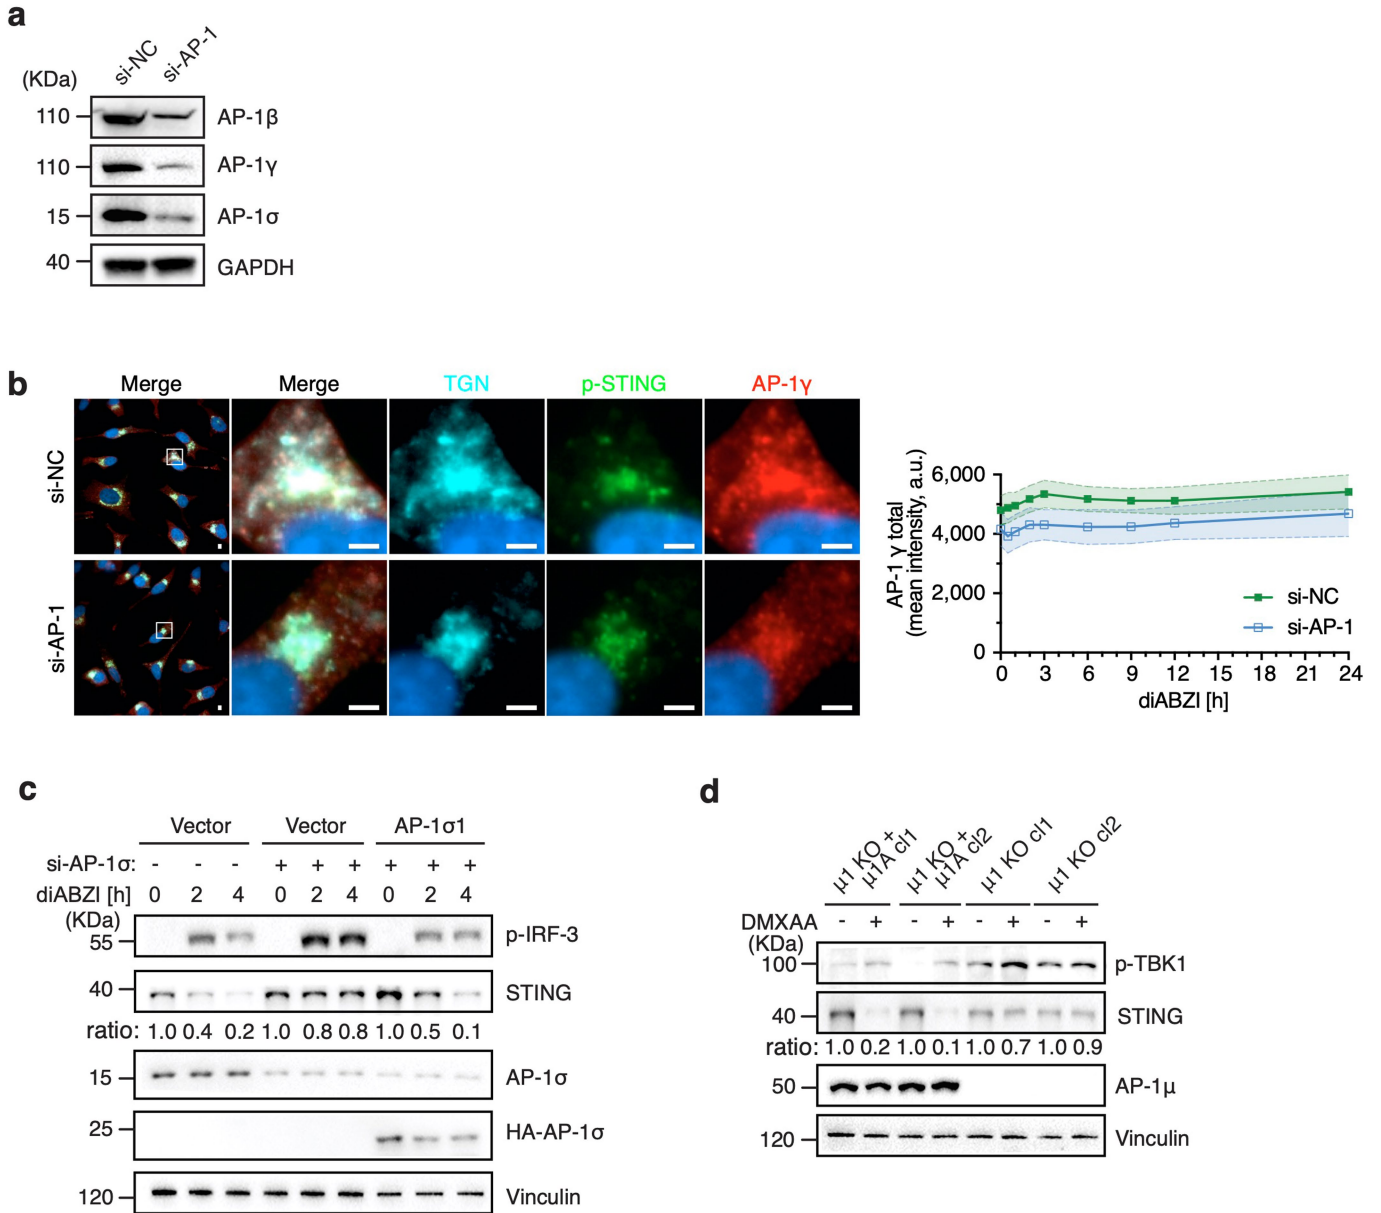 a
si-NC si-AP-1
(KDa)
110 AP-1β
110 AP-1γ
15 AP-1σ
40 GAPDH
b
Merge Merge TGN p-STING AP-1γ
si-NC
si-AP-1
AP-1 γ total
(mean intensity, a.u.)
6,000
4,000
2,000
0
si-NC
si-AP-1
0 3 6 9 12 15 18 21 24
diABZI [h]
c
Vector Vector AP-1σ1
si-AP-1σ: - - - + + + + + +
diABZI [h] 0 2 4 0 2 4 0 2 4
(KDa)
55 p-IRF-3
40 STING
ratio: 1.0 0.4 0.2 1.0 0.8 0.8 1.0 0.5 0.1
15 AP-1σ
25 HA-AP-1σ
120 Vinculin
d
μ1 KO +
μ1A cl1
μ1 KO +
μ1A cl2
μ1 KO cl1
μ1 KO cl2
DMXAA - + - + - + - +
(KDa)
100 p-TBK1
40 STING
ratio: 1.0 0.2 1.0 0.1 1.0 0.7 1.0 0.9
50 AP-1μ
120 Vinculin